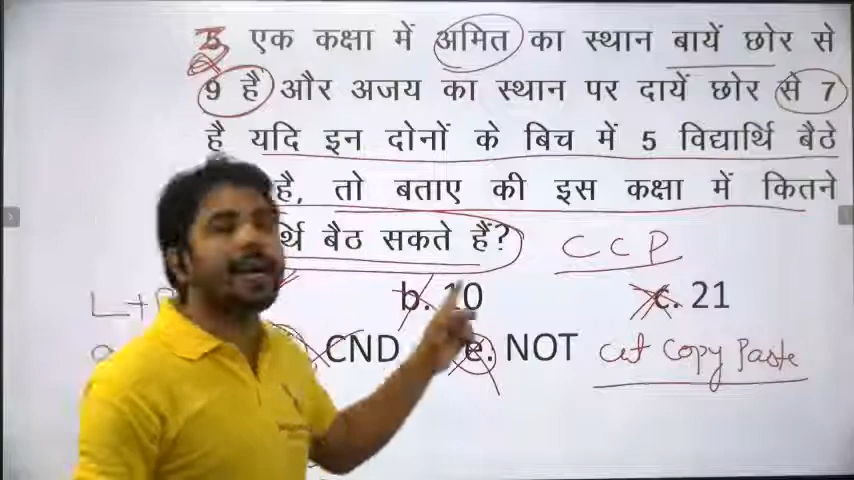 5 एक कक्षा में अमित का स्थान बायें छोर से
9 है और अजय का स्थान पर दायें छोर से 7
है यदि इन दोनों के बिच में 5 विद्यार्थि बैठे
है, तो बताए की इस कक्षा में कितने
र्थि बैठ सकते हैं?
CCP
b. 10
c. 21
L+
CND
e. NOT
Cut Copy Paste